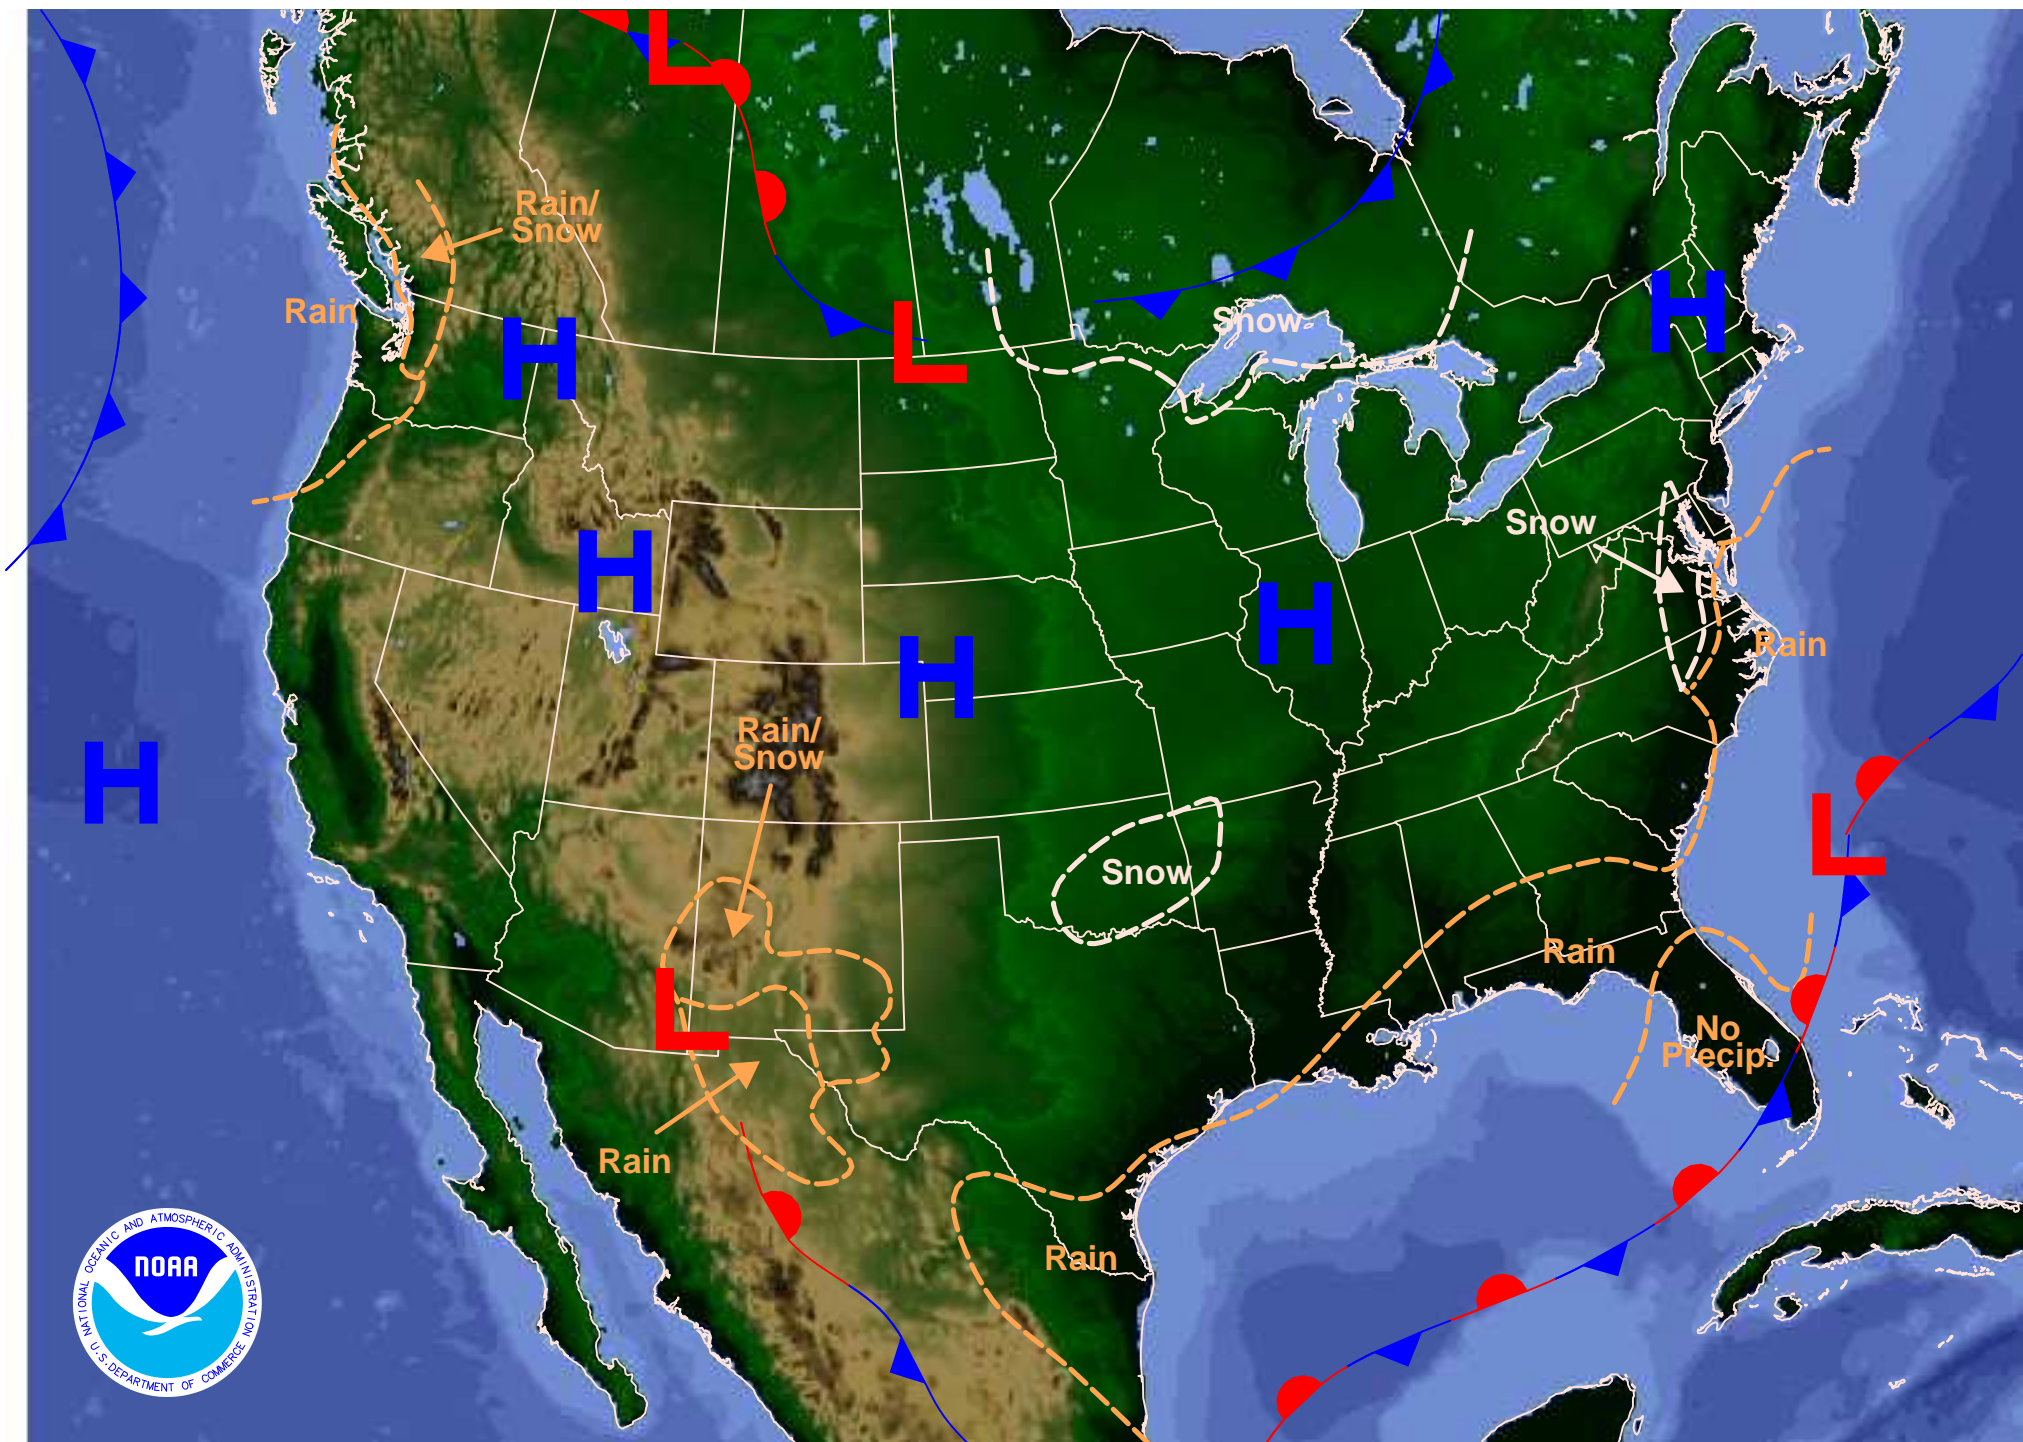 L
Rain/
Snow
Rain
Snow
H
H
L
Snow
H
H
H
H
Rain
Rain/
Snow
H
L
Snow
Rain
L
No
Precip.
Rain
Rain
NATIONAL OCEANIC AND ATMOSPHERIC ADMINISTRATION
NOAA
U.S. DEPARTMENT OF COMMERCE